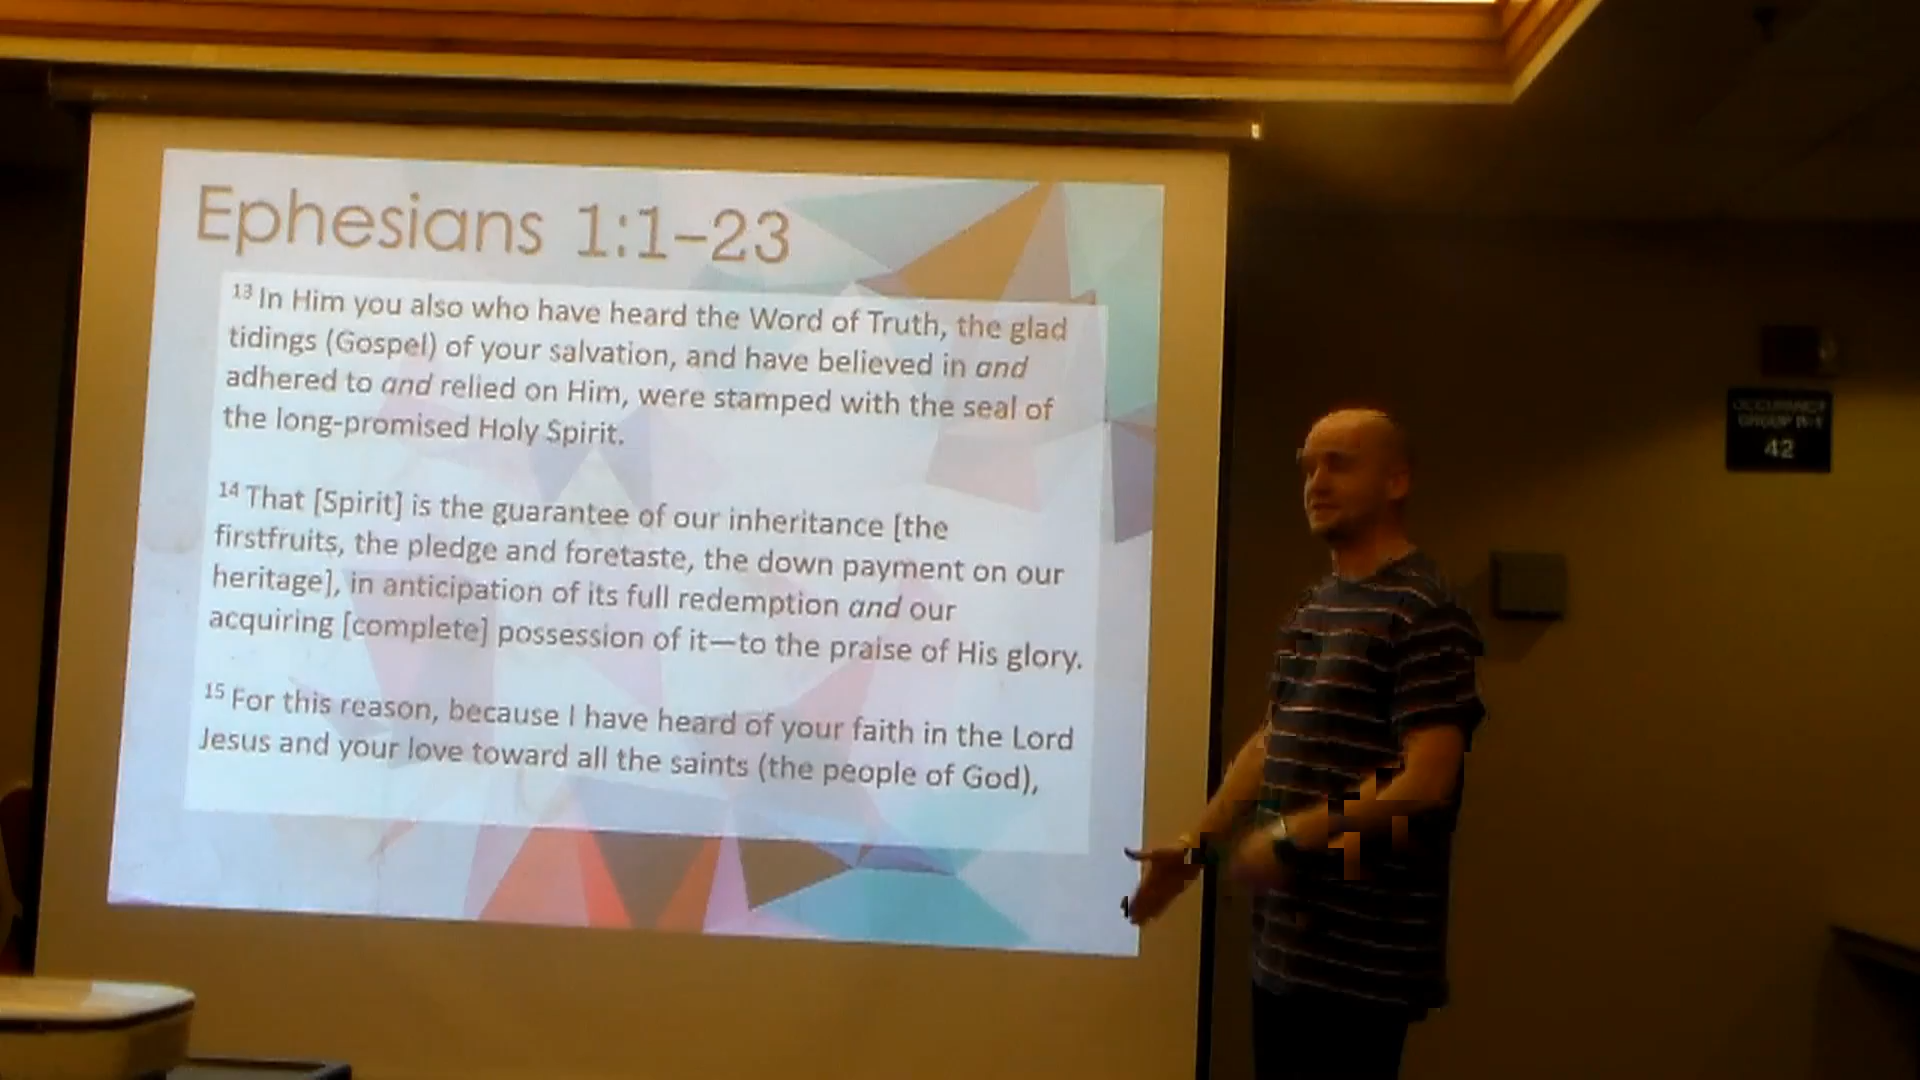 Ephesians 1:1–23
13 In Him you also who have heard the Word of Truth, the glad
tidings (Gospel) of your salvation, and have believed in and
adhered to and relied on Him, were stamped with the seal of
the long-promised Holy Spirit.
14 That [Spirit] is the guarantee of our inheritance [the
firstfruits, the pledge and foretaste, the down payment on our
heritage], in anticipation of its full redemption and our
acquiring [complete] possession of it—to the praise of His glory.
15 For this reason, because I have heard of your faith in the Lord
Jesus and your love toward all the saints (the people of God),
OCCUPANCY
GROUP
42